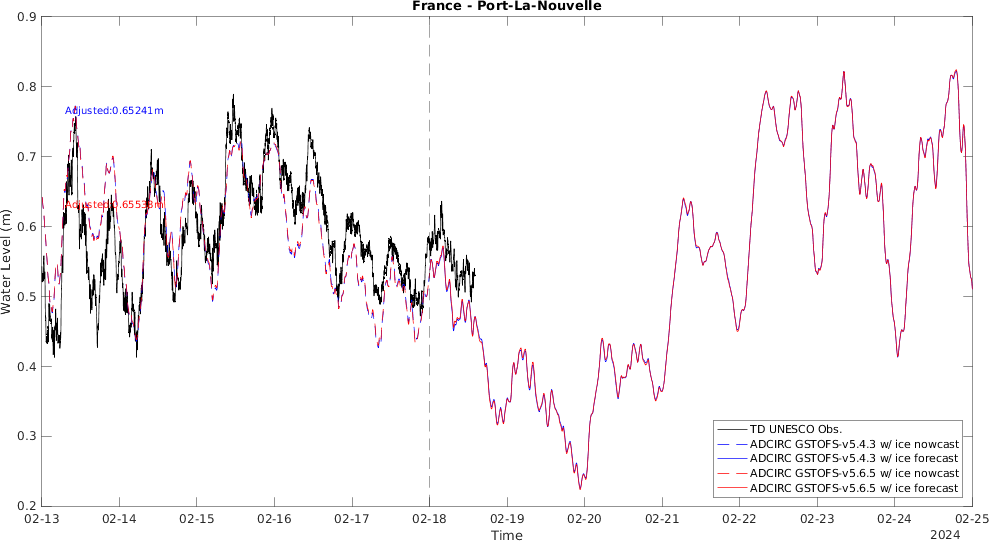 France - Port-La-Nouvelle
0.9
0.8
0.7
0.6
0.5
0.4
0.3
0.2
Water Level (m)
Adjusted:0.65241m
Adjusted:0.65538m
TD UNESCO Obs.
ADCIRC GSTOFS-v5.4.3 w/ ice nowcast
ADCIRC GSTOFS-v5.4.3 w/ ice forecast
ADCIRC GSTOFS-v5.6.5 w/ ice nowcast
ADCIRC GSTOFS-v5.6.5 w/ ice forecast
02-13 02-14 02-15 02-16 02-17 02-18 02-19 02-20 02-21 02-22 02-23 02-24 02-25
Time
2024